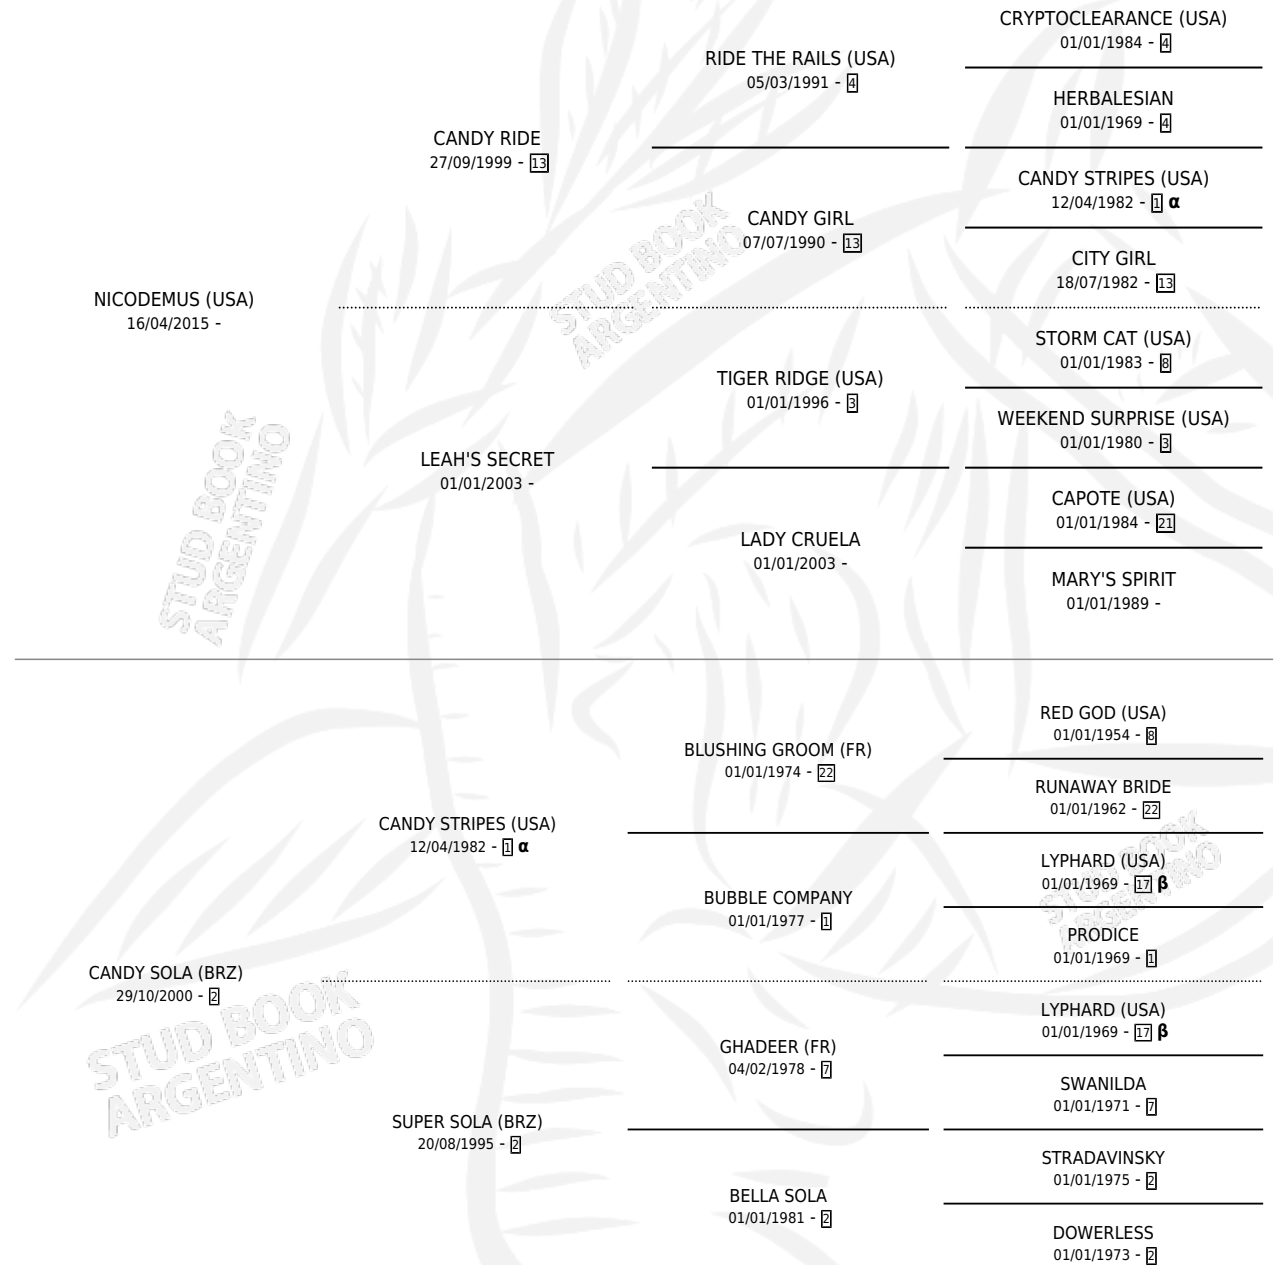 CRYPTOCLEARANCE (USA)
01/01/1984 - 4
RIDE THE RAILS (USA)
05/03/1991 - 4
HERBALESIAN
01/01/1969 - 4
CANDY RIDE
27/09/1999 - 13
CANDY STRIPES (USA)
12/04/1982 - 1 α
CANDY GIRL
07/07/1990 - 13
CITY GIRL
18/07/1982 - 13
NICODEMUS (USA)
16/04/2015 -
STORM CAT (USA)
01/01/1983 - 8
TIGER RIDGE (USA)
01/01/1996 - 3
WEEKEND SURPRISE (USA)
01/01/1980 - 3
LEAH'S SECRET
01/01/2003 -
CAPOTE (USA)
01/01/1984 - 21
LADY CRUELA
01/01/2003 -
MARY'S SPIRIT
01/01/1989 -
RED GOD (USA)
01/01/1954 - 8
BLUSHING GROOM (FR)
01/01/1974 - 22
RUNAWAY BRIDE
01/01/1962 - 22
CANDY STRIPES (USA)
12/04/1982 - 1 α
LYPHARD (USA)
01/01/1969 - 17 β
BUBBLE COMPANY
01/01/1977 - 1
PRODICE
01/01/1969 - 1
CANDY SOLA (BRZ)
29/10/2000 - 2
LYPHARD (USA)
01/01/1969 - 17 β
GHADEER (FR)
04/02/1978 - 7
SWANILDA
01/01/1971 - 7
SUPER SOLA (BRZ)
20/08/1995 - 2
STRADAVINSKY
01/01/1975 - 2
BELLA SOLA
01/01/1981 - 2
DOWERLESS
01/01/1973 - 2
STUD BOOK
ARGENTINO
STUD BOOK
ARGENTINO
STUD BOOK
ARGENTINO
STUD BOOK
ARGENTINO